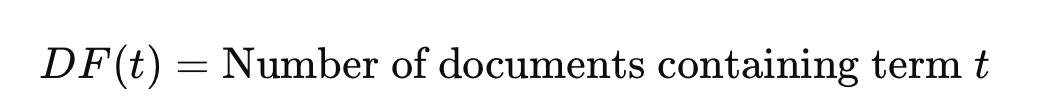 DF(t) = Number of documents containing term t